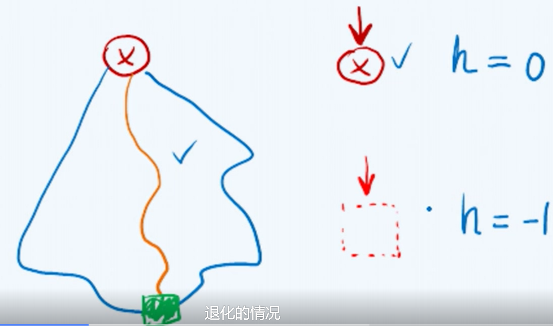 x
x h = 0
h = -1
退化的情况